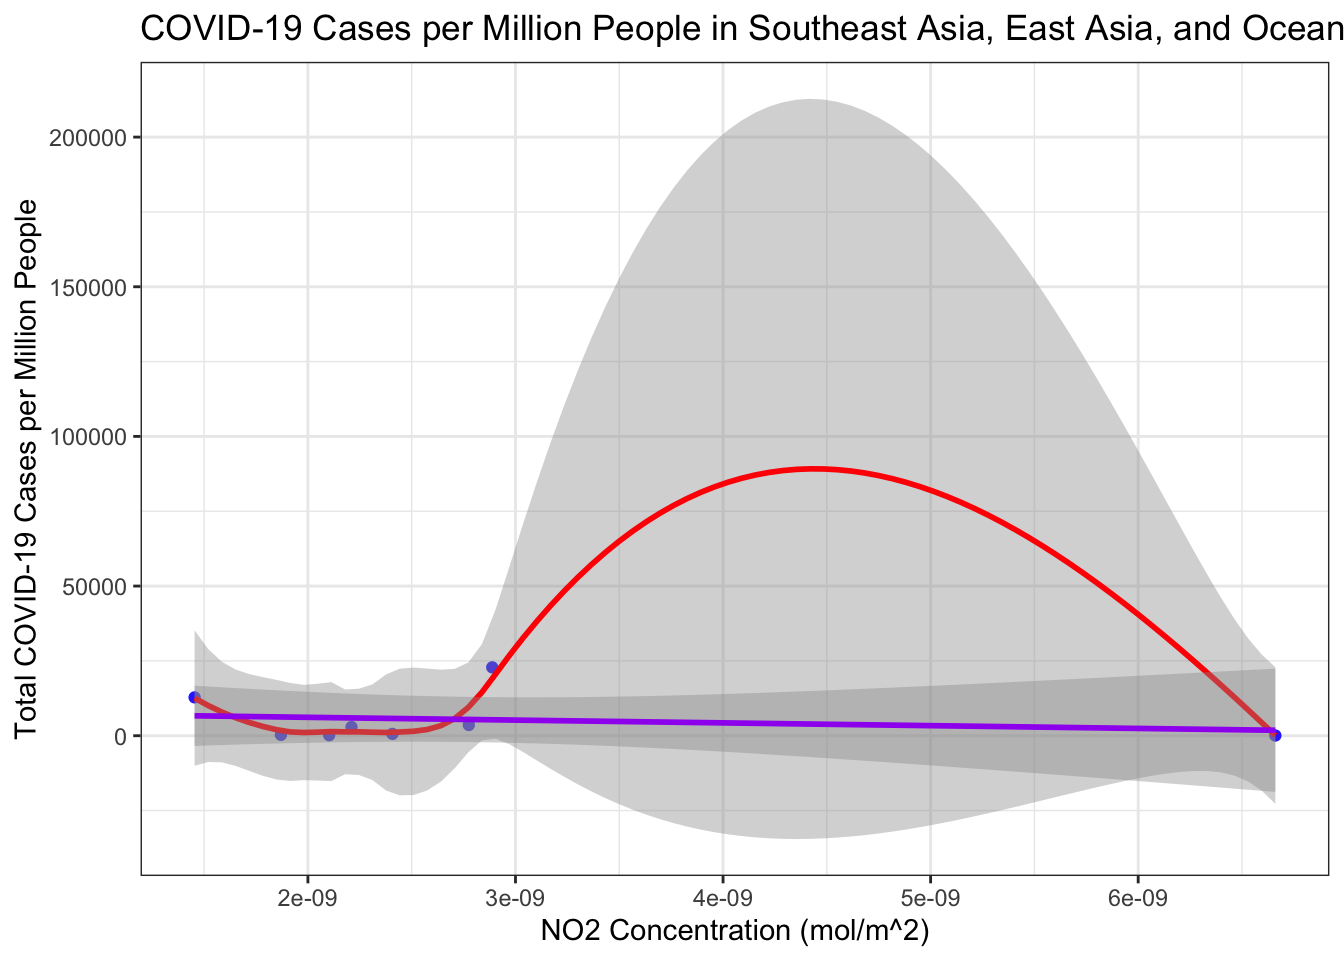 COVID-19 Cases per Million People in Southeast Asia, East Asia, and Ocean
Total COVID-19 Cases per Million People
200000
150000
100000
50000
0
2e-09 3e-09 4e-09 5e-09 6e-09
NO2 Concentration (mol/m^2)